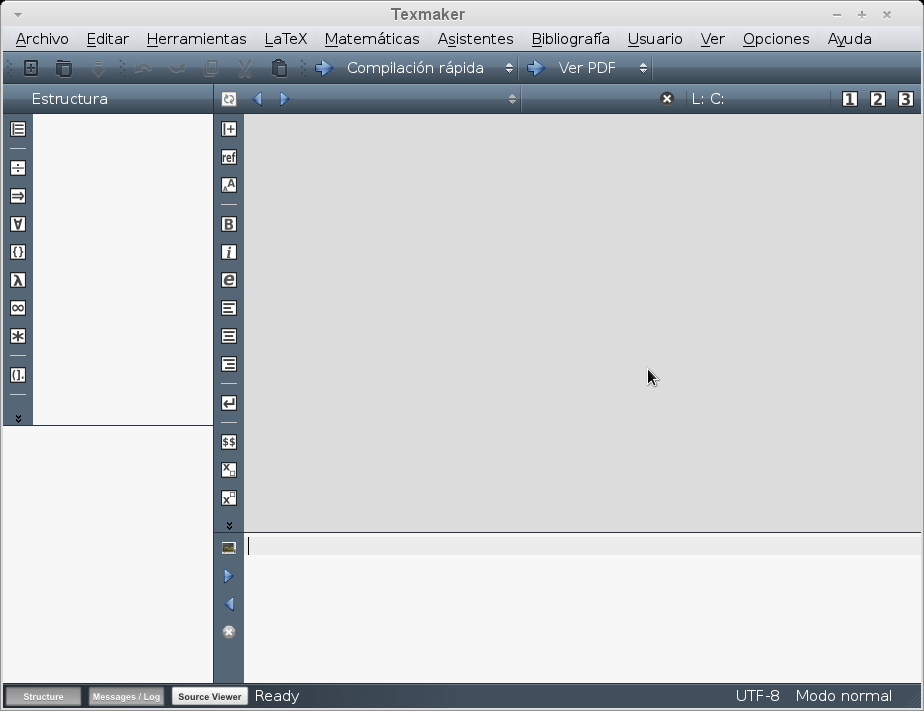 Texmaker
Archivo Editar Herramientas LaTeX Matemáticas Asistentes Bibliografía Usuario Ver Opciones Ayuda
Compilación rápida Ver PDF
Estructura L: C: 1 2 3
ref
AA
B
i
e
÷
⇒
∀
{}
λ
∞
*
(].
$$
x
x
Structure Messages / Log Source Viewer Ready UTF-8 Modo normal